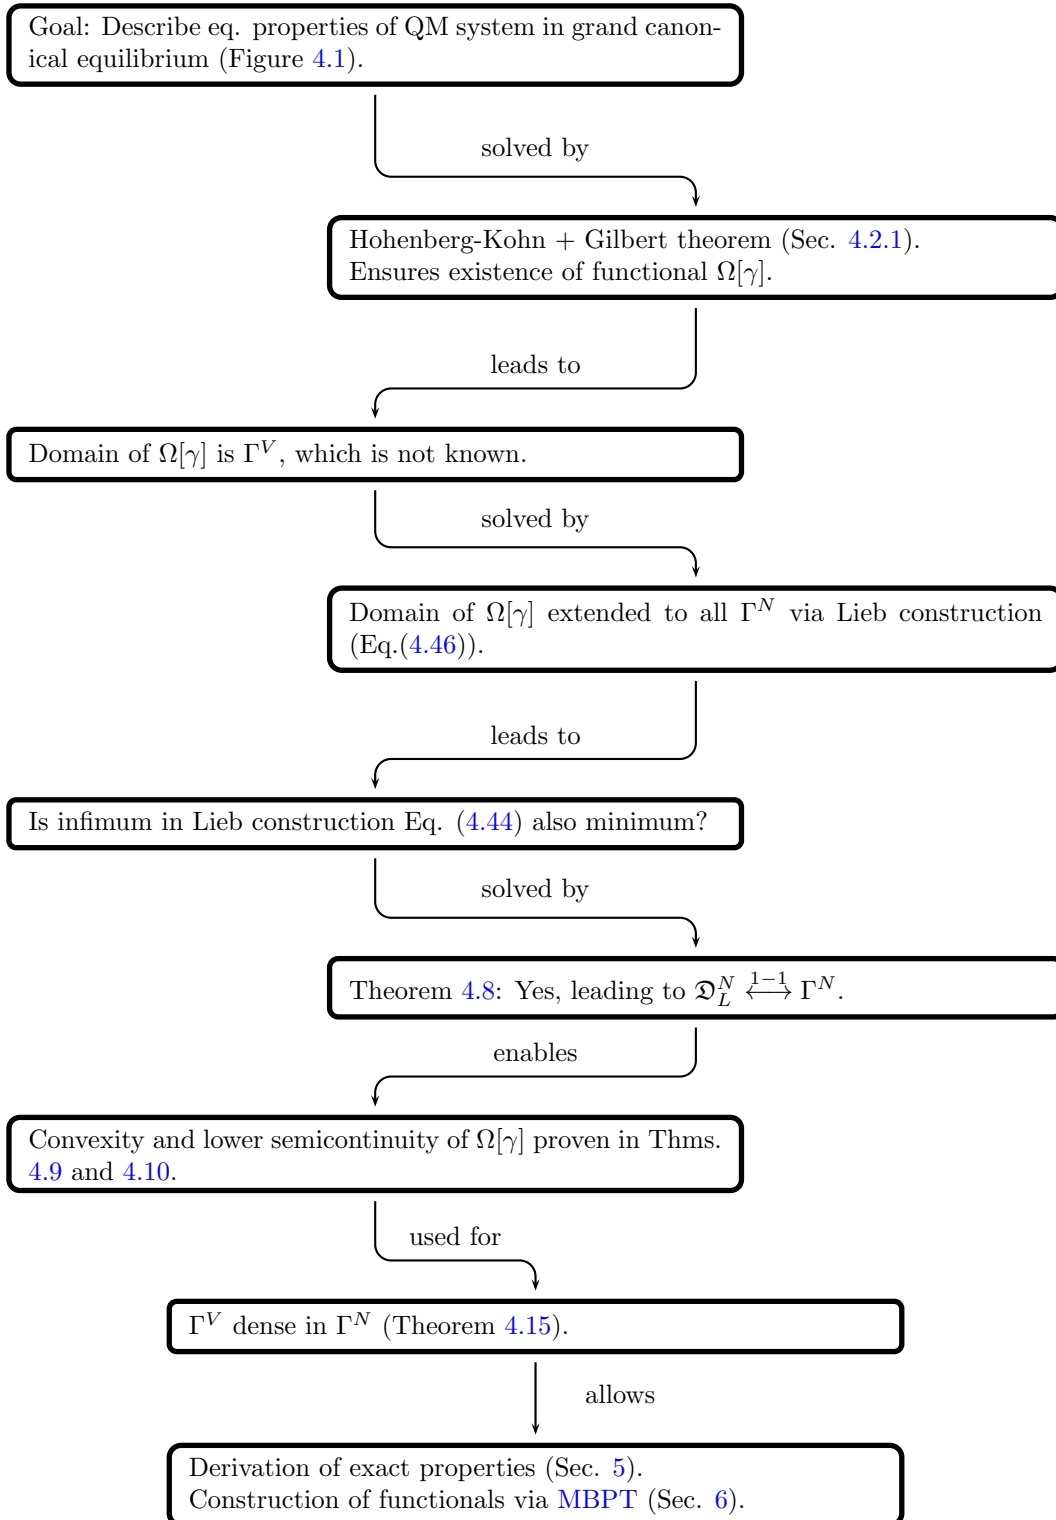 Goal: Describe eq. properties of QM system in grand canon-
ical equilibrium (Figure 4.1).
solved by
Hohenberg-Kohn + Gilbert theorem (Sec. 4.2.1).
Ensures existence of functional Ω[γ].
leads to
Domain of Ω[γ] is Γ^V, which is not known.
solved by
Domain of Ω[γ] extended to all Γ^N via Lieb construction
(Eq.(4.46)).
leads to
Is infimum in Lieb construction Eq. (4.44) also minimum?
solved by
Theorem 4.8: Yes, leading to 𝔇_L^N ⟷^{1−1} Γ^N.
enables
Convexity and lower semicontinuity of Ω[γ] proven in Thms.
4.9 and 4.10.
used for
Γ^V dense in Γ^N (Theorem 4.15).
allows
Derivation of exact properties (Sec. 5).
Construction of functionals via MBPT (Sec. 6).